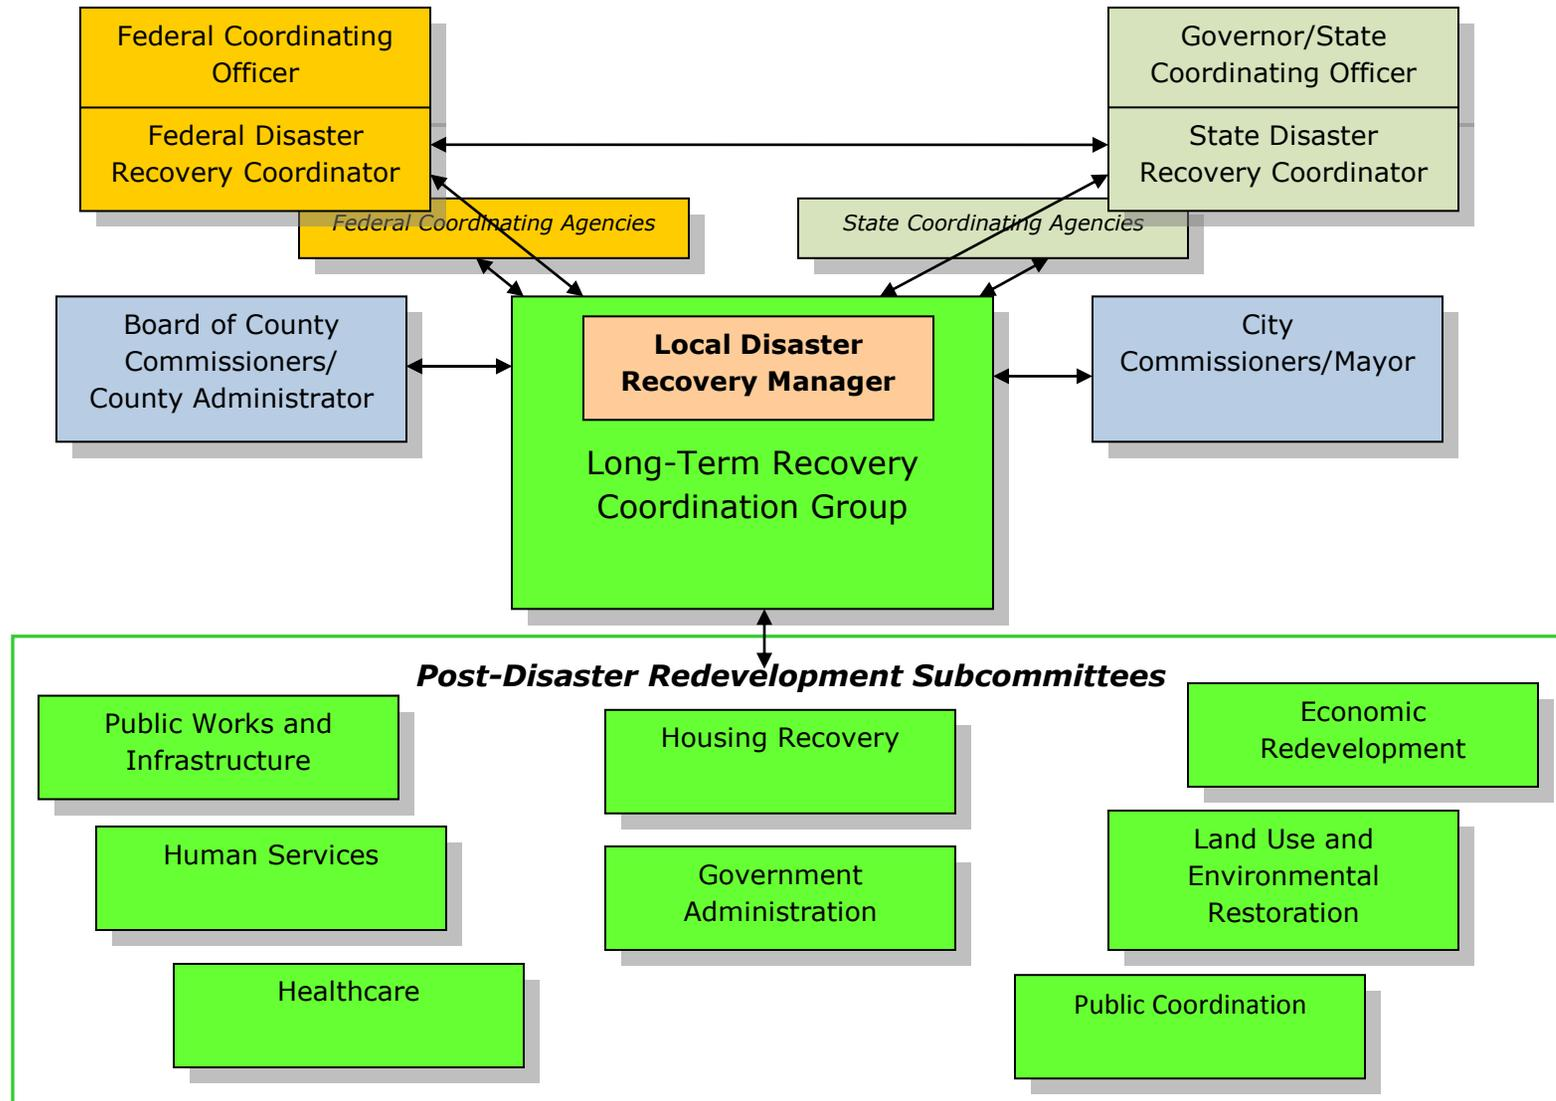 Federal Coordinating
Officer
Federal Disaster
Recovery Coordinator
Governor/State
Coordinating Officer
State Disaster
Recovery Coordinator
Federal Coordinating Agencies
State Coordinating Agencies
Board of County
Commissioners/
County Administrator
Local Disaster
Recovery Manager
Long-Term Recovery
Coordination Group
City
Commissioners/Mayor
Post-Disaster Redevelopment Subcommittees
Public Works and
Infrastructure
Housing Recovery
Economic
Redevelopment
Human Services
Government
Administration
Land Use and
Environmental
Restoration
Healthcare
Public Coordination